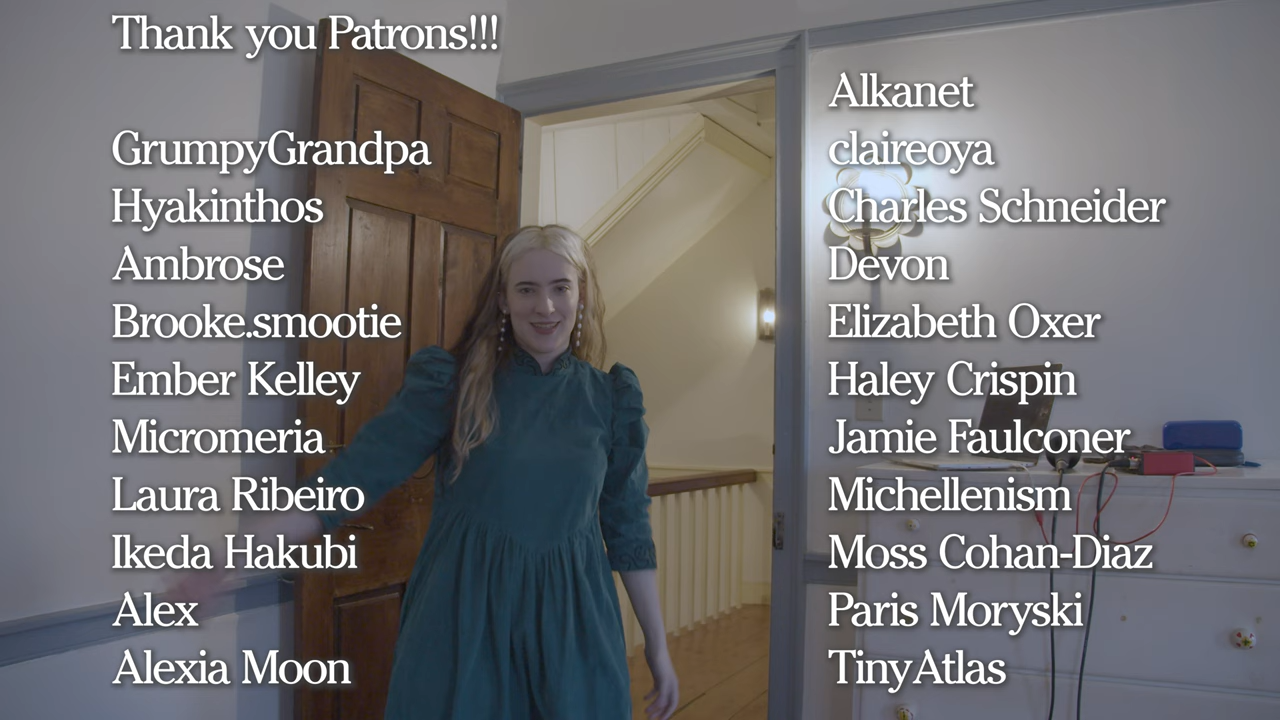 Thank you Patrons!!!
GrumpyGrandpa
Hyakinthos
Ambrose
Brooke.smootie
Ember Kelley
Micromeria
Laura Ribeiro
Ikeda Hakubi
Alex
Alexia Moon
Alkanet
claireoya
Charles Schneider
Devon
Elizabeth Oxer
Haley Crispin
Jamie Faulconer
Michellenism
Moss Cohan-Diaz
Paris Moryski
TinyAtlas